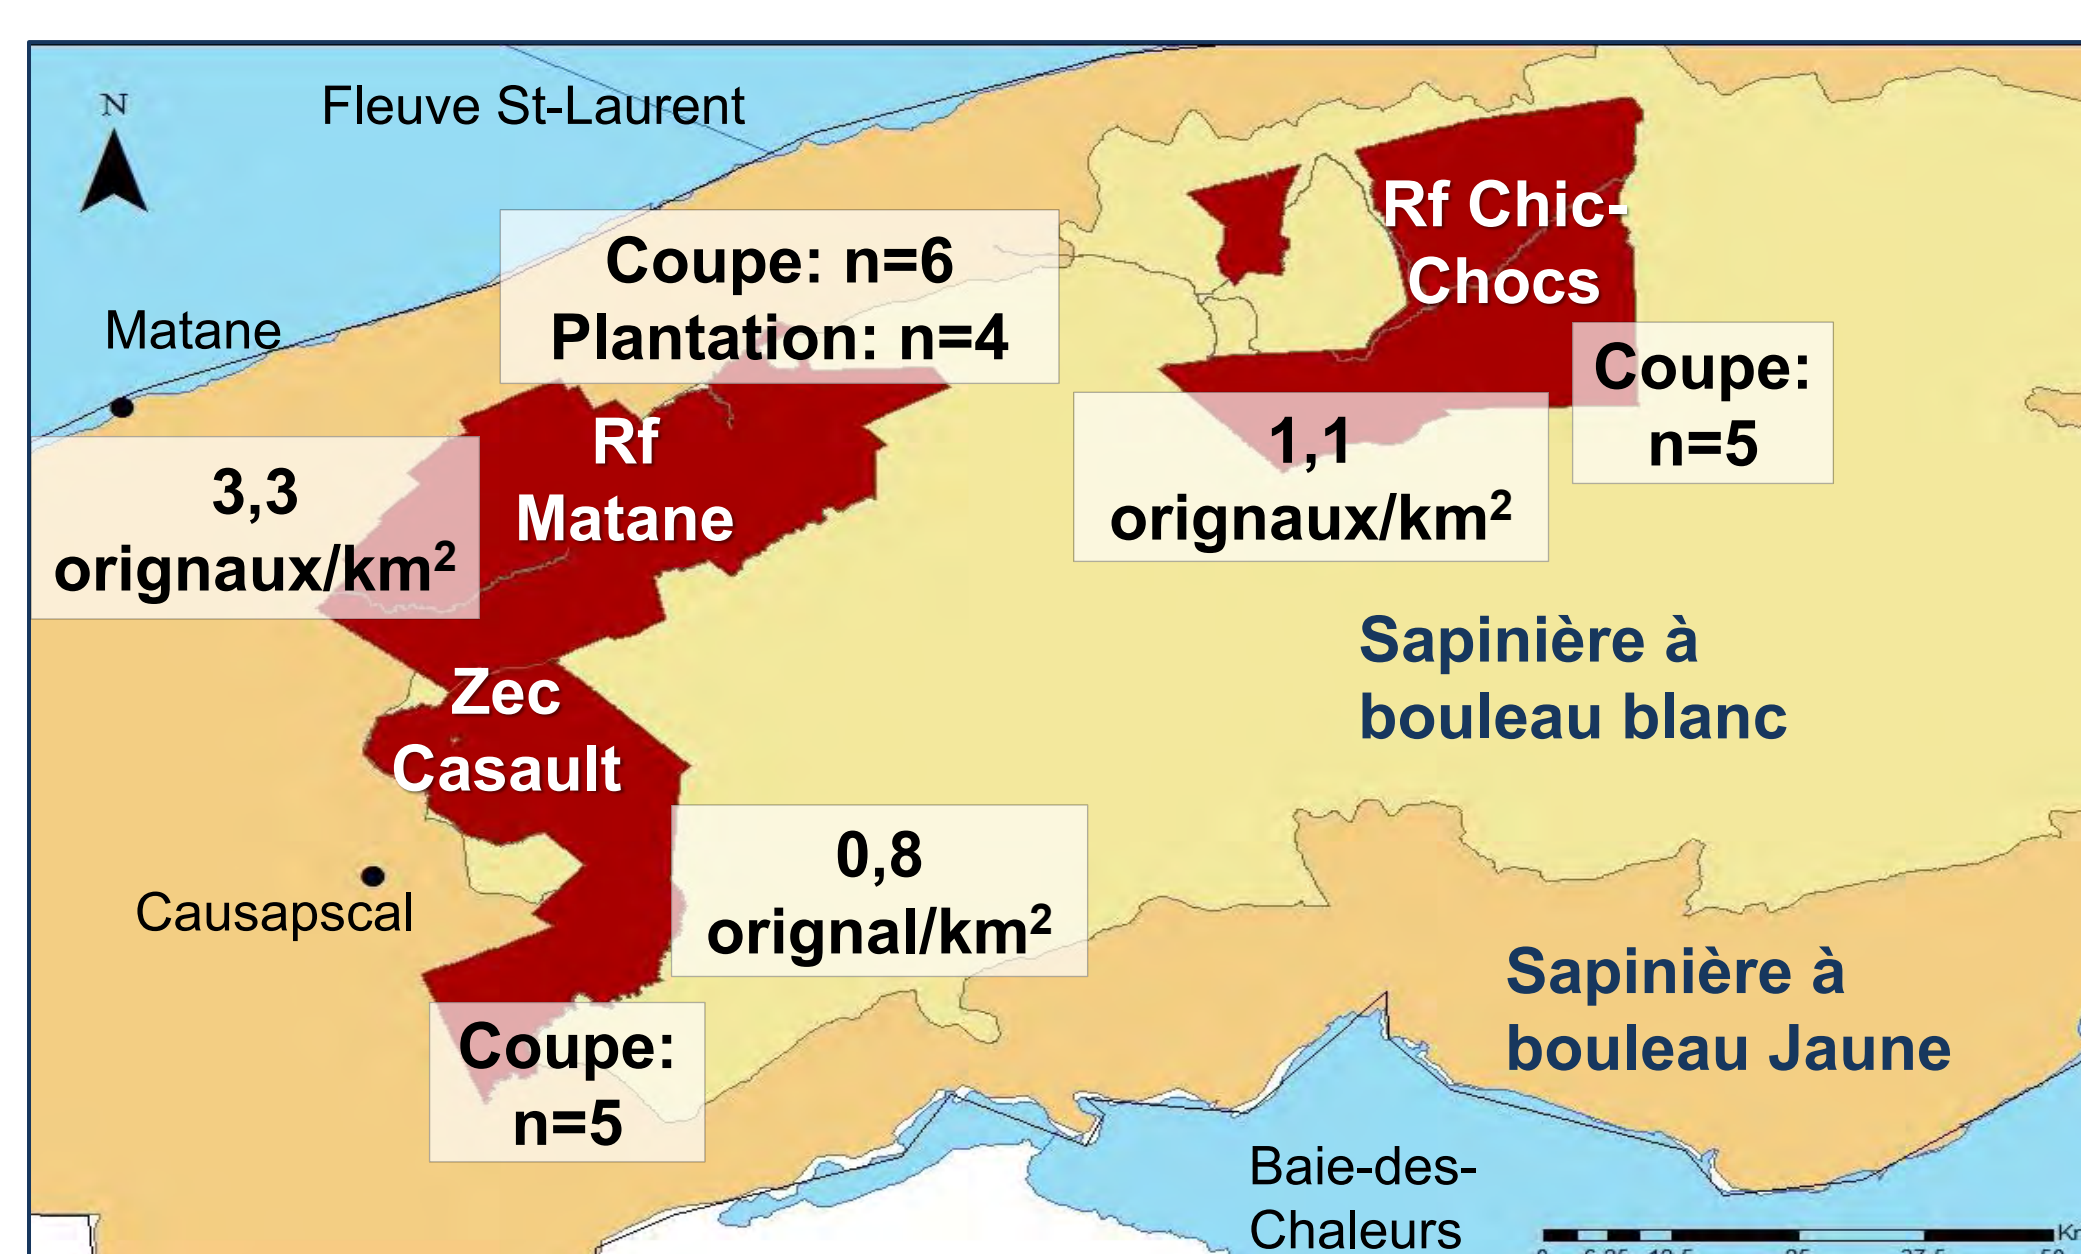 N
Fleuve St-Laurent
Matane
Coupe: n=6
Plantation: n=4
Rf Chic-
Chocs
Coupe:
n=5
1,1
orignaux/km²
Rf
Matane
3,3
orignaux/km²
Zec
Casault
Sapinière à
bouleau blanc
0,8
orignal/km²
Causapscal
Coupe:
n=5
Sapinière à
bouleau Jaune
Baie-des-
Chaleurs